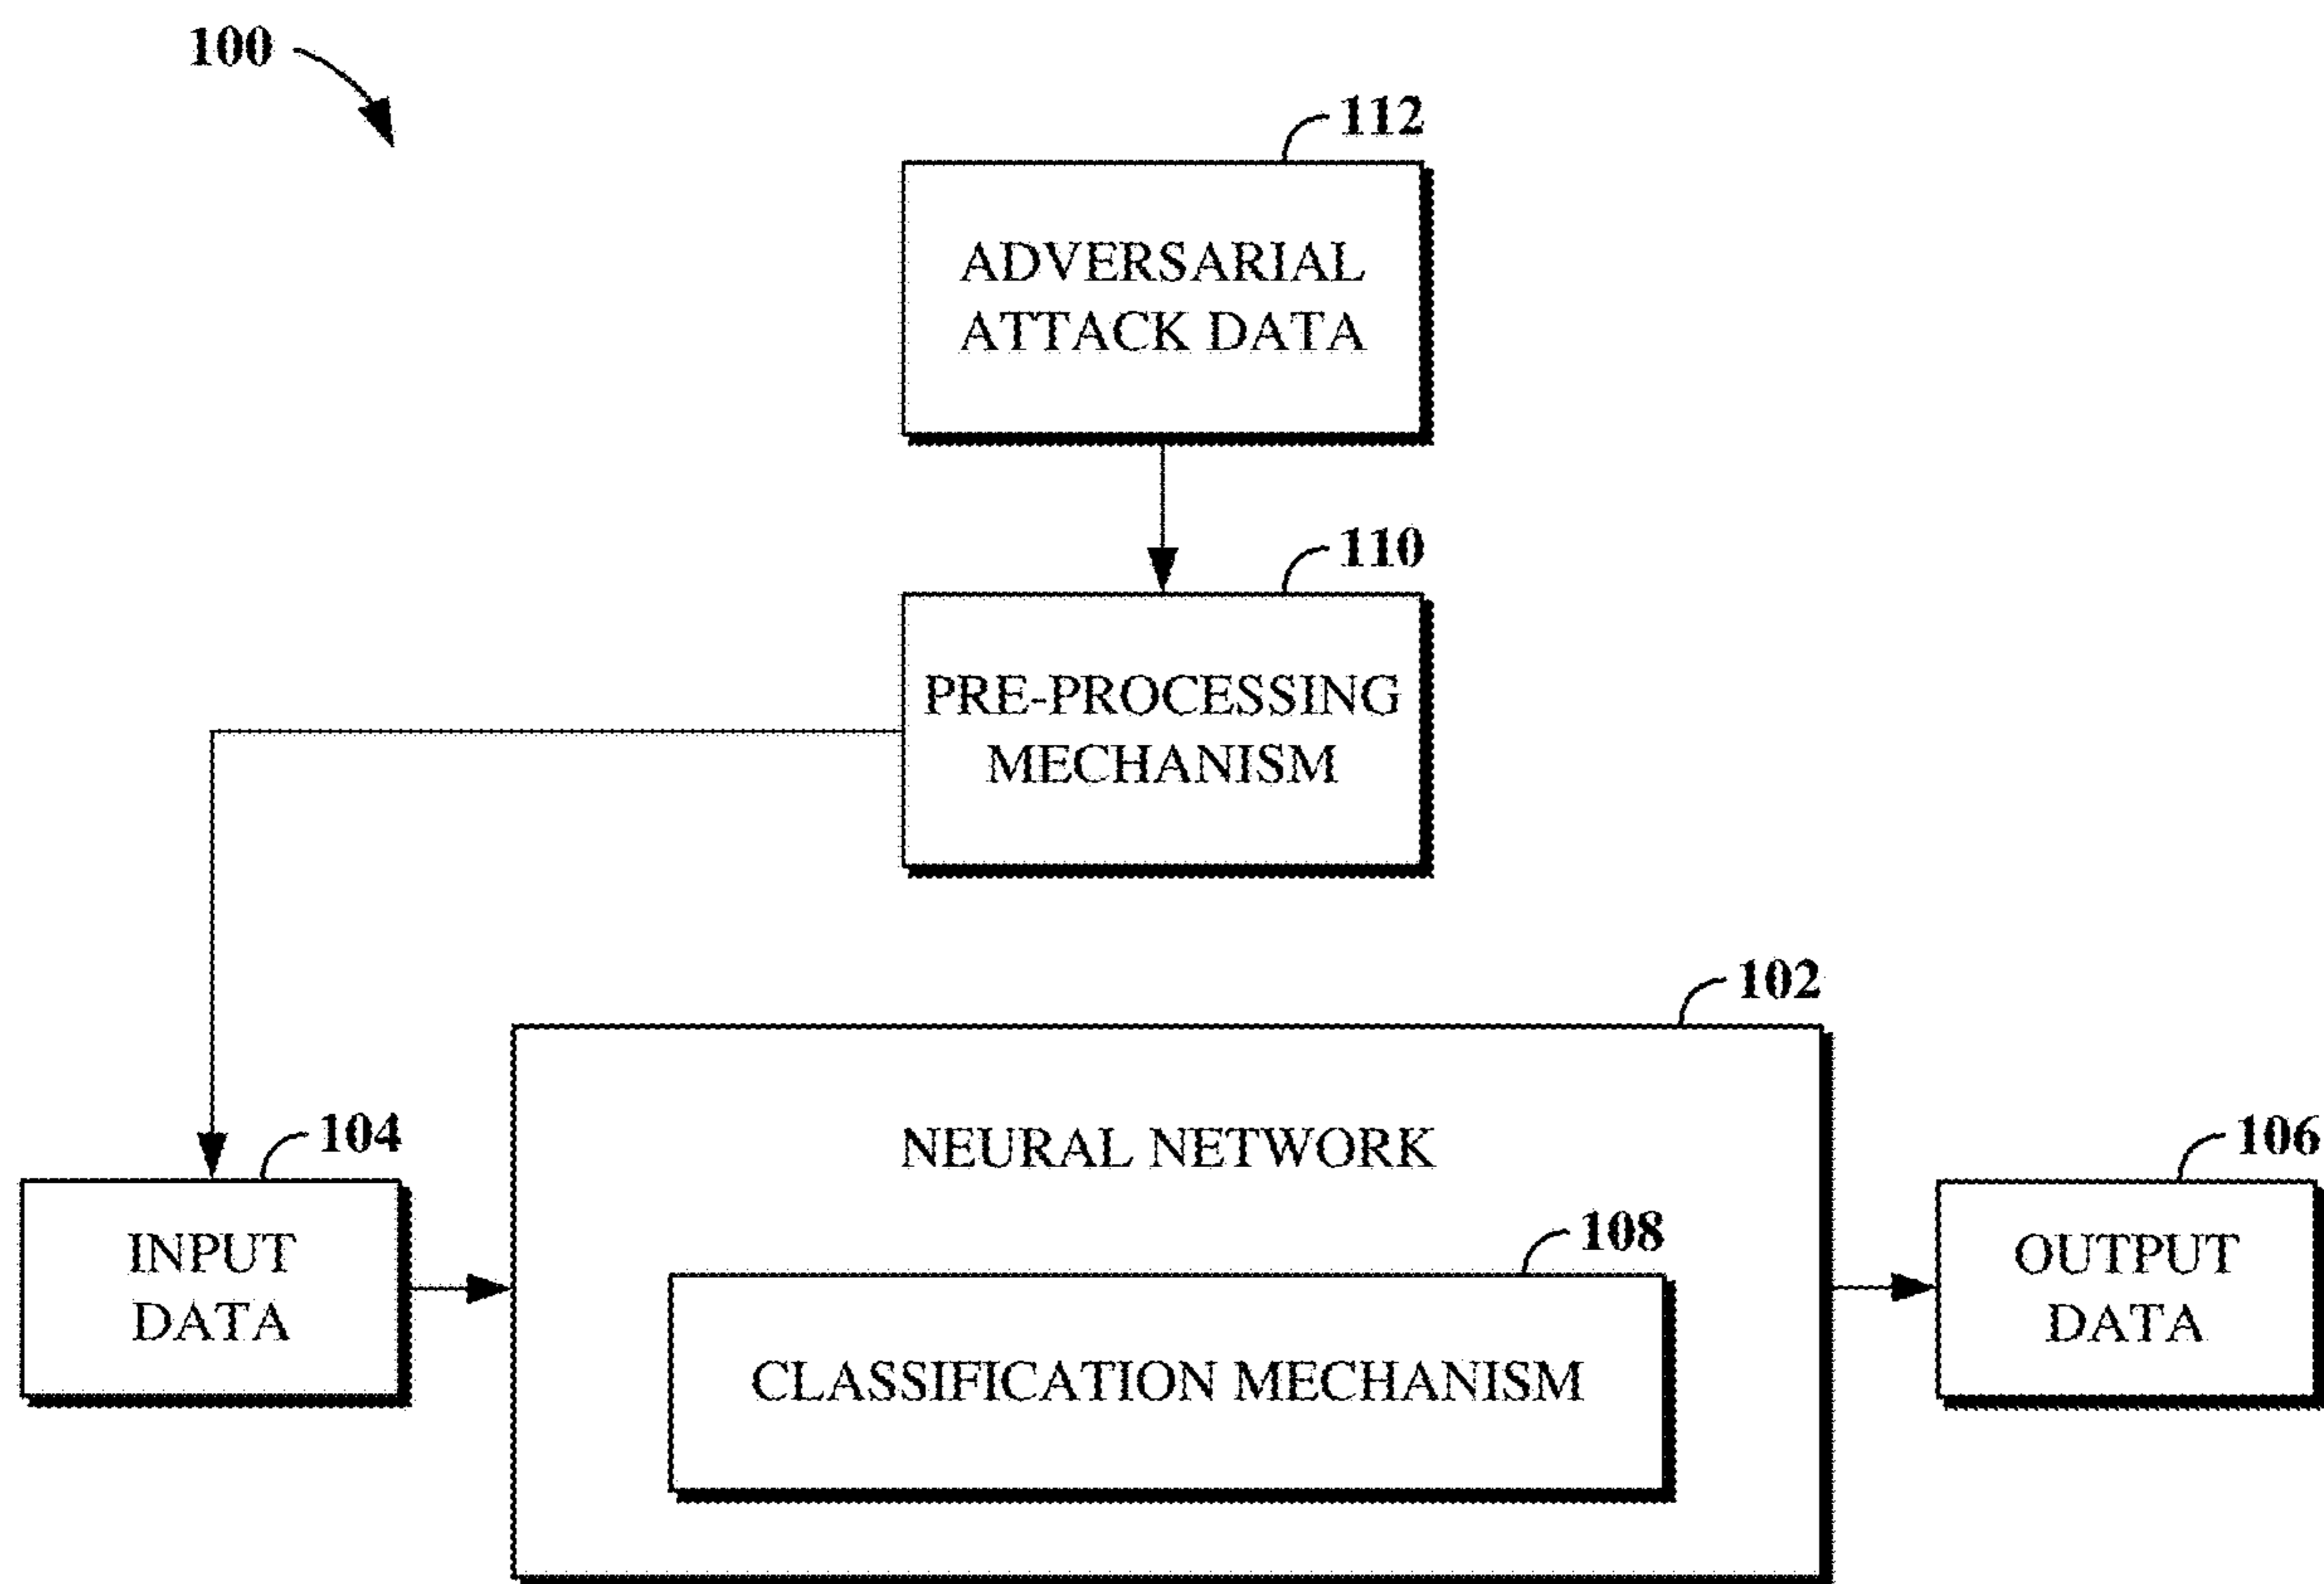 100
112
ADVERSARIAL
ATTACK DATA
110
PRE-PROCESSING
MECHANISM
102
NEURAL NETWORK
104
INPUT
DATA
108
CLASSIFICATION MECHANISM
106
OUTPUT
DATA